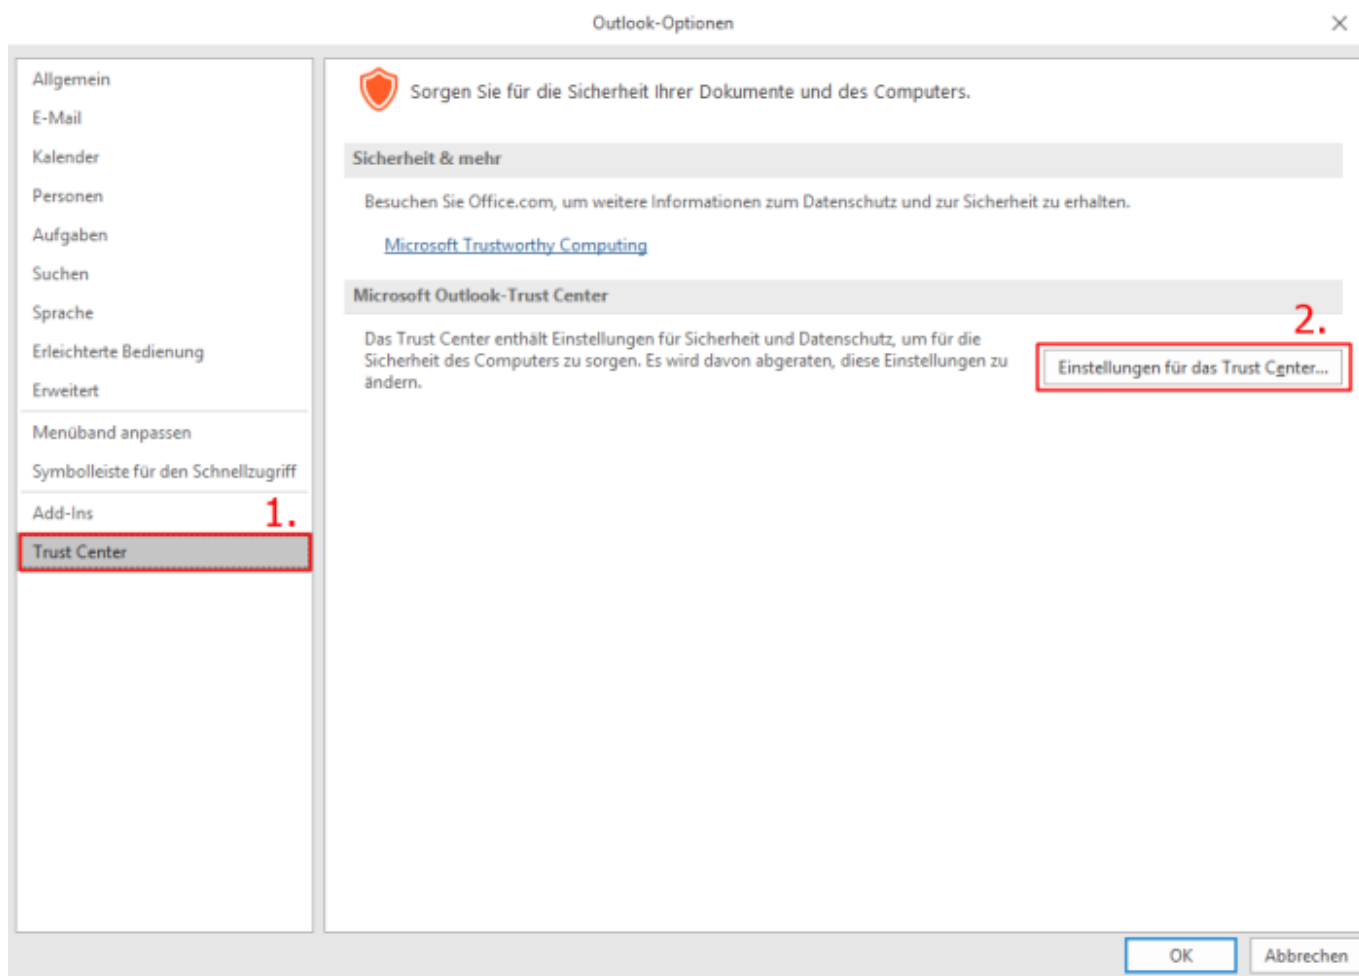 Outlook-Optionen
Allgemein
E-Mail
Kalender
Personen
Aufgaben
Suchen
Sprache
Erleichterte Bedienung
Erweitert
Menüband anpassen
Symbolleiste für den Schnellzugriff
Add-Ins
1.
Trust Center
Sorgen Sie für die Sicherheit Ihrer Dokumente und des Computers.
Sicherheit & mehr
Besuchen Sie Office.com, um weitere Informationen zum Datenschutz und zur Sicherheit zu erhalten.
Microsoft Trustworthy Computing
Microsoft Outlook-Trust Center
Das Trust Center enthält Einstellungen für Sicherheit und Datenschutz, um für die
Sicherheit des Computers zu sorgen. Es wird davon abgeraten, diese Einstellungen zu
ändern.
2.
Einstellungen für das Trust Center...
OK
Abbrechen